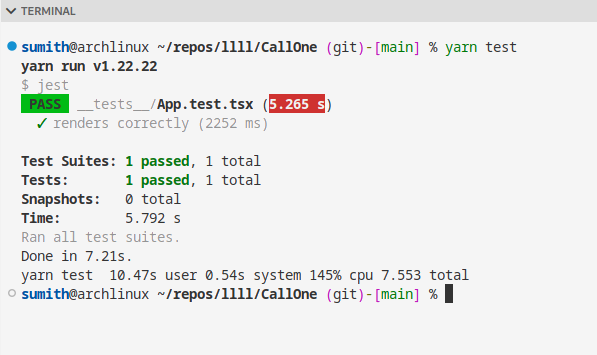 TERMINAL
sumith@archlinux ~/repos/llll/CallOne (git)-[main] % yarn test
yarn run v1.22.22
$ jest
PASS __tests__/App.test.tsx (5.265 s)
✓ renders correctly (2252 ms)
Test Suites: 1 passed, 1 total
Tests: 1 passed, 1 total
Snapshots: 0 total
Time: 5.792 s
Ran all test suites.
Done in 7.21s.
yarn test 10.47s user 0.54s system 145% cpu 7.553 total
sumith@archlinux ~/repos/llll/CallOne (git)-[main] %